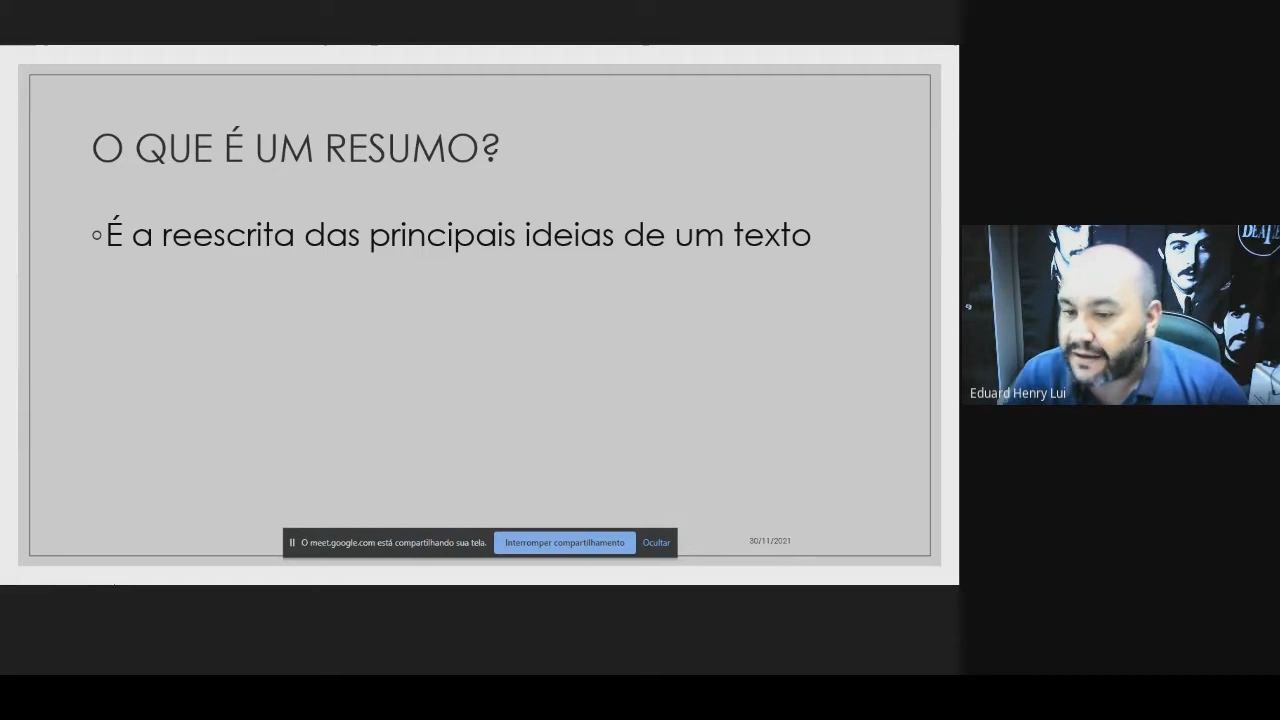 O QUE É UM RESUMO?
◦É a reescrita das principais ideias de um texto
O meet.google.com está compartilhando sua tela.
Interromper compartilhamento
Ocultar
30/11/2021
Eduard Henry Lui